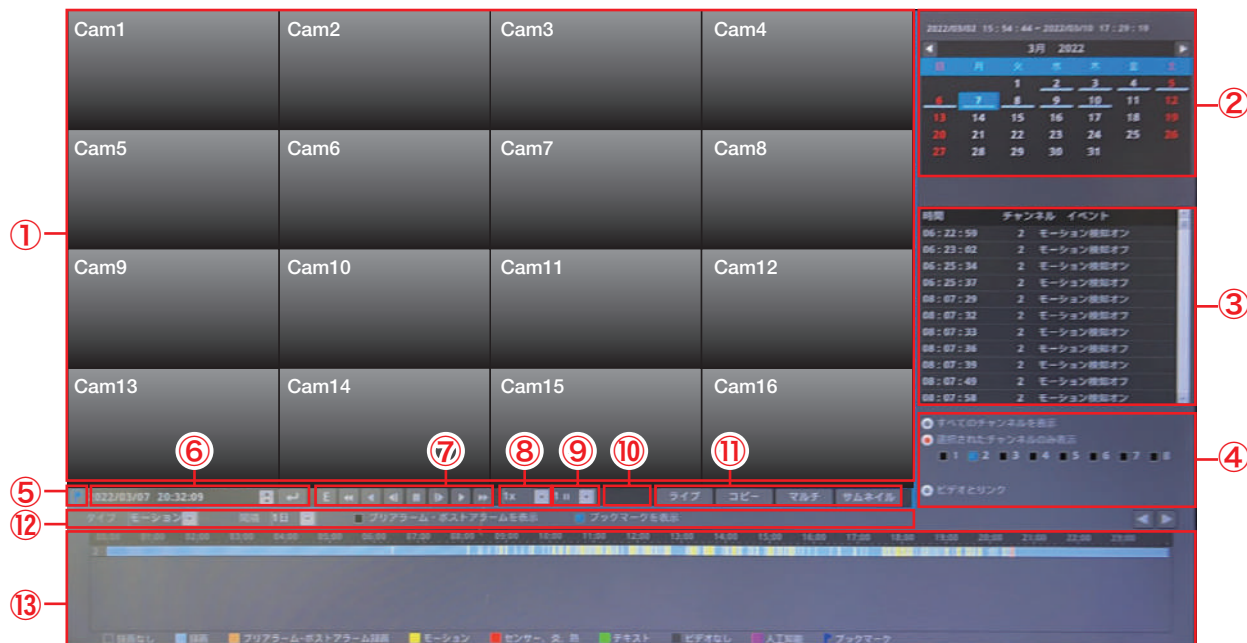 Cam1 Cam2 Cam3 Cam4
Cam5 Cam6 Cam7 Cam8
Cam9 Cam10 Cam11 Cam12
Cam13 Cam14 Cam15 Cam16
①
2022/03/02 15:54:44 ~ 2022/03/10 17:29:10
3月 2022
日 月 火 水 木 金 土
1 2 3 4 5
6 7 8 9 10 11 12
13 14 15 16 17 18 19
20 21 22 23 24 25 26
27 28 29 30 31
②
時間 チャンネル イベント
06:22:59 2 モーション検知オン
06:23:02 2 モーション検知オフ
06:25:34 2 モーション検知オン
06:25:37 2 モーション検知オフ
08:07:29 2 モーション検知オン
08:07:32 2 モーション検知オフ
08:07:33 2 モーション検知オン
08:07:36 2 モーション検知オフ
08:07:39 2 モーション検知オン
08:07:49 2 モーション検知オフ
08:07:58 2 モーション検知オン
③
すべてのチャンネルを表示
選択されたチャンネルのみ表示
1 2 3 4 5 6 7 8
ビデオとリンク
④
⑥ ⑦ ⑧ ⑨ ⑩ ⑪
⑤ P 2022/03/07 20:32:09 E 1x 1 ライブ コピー マルチ サムネイル
⑫ タイプ モーション 間隔 1日 プリアラーム・ポストアラームを表示 ブックマークを表示
00:00 01:00 02:00 03:00 04:00 05:00 06:00 07:00 08:00 09:00 10:00 11:00 12:00 13:00 14:00 15:00 16:00 17:00 18:00 19:00 20:00 21:00 22:00 23:00
2
⑬
録画なし 録画 プリアラーム・ポストアラーム録画 モーション センサー、炎、熱 テキスト ビデオなし 人工知能 ブックマーク